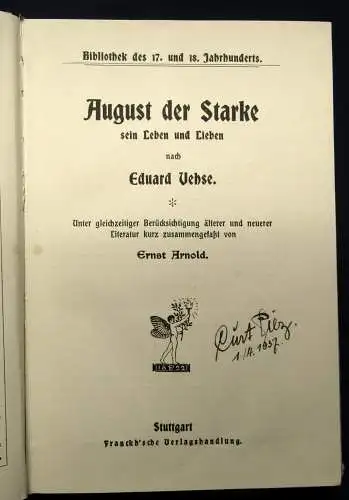 Bibliothek des 17. und 18. Jahrhunderts.
August der Starke
sein Leben und Lieben
nach
Eduard Vehse.
Unter gleichzeitiger Berücksichtigung älterer und neuerer
Literatur kurz zusammengefaßt von
Ernst Arnold.
Curt
Stuttgart
Franckh'sche Verlagshandlung.